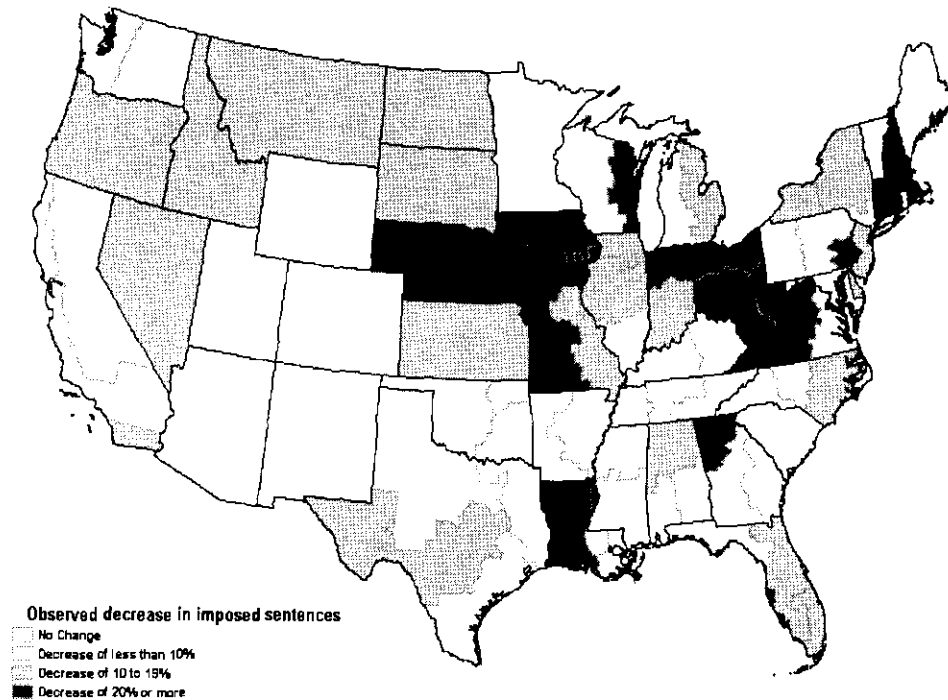 Observed decrease in imposed sentences
No Change
Decrease of less than 10%
Decrease of 10 to 19%
Decrease of 20% or more